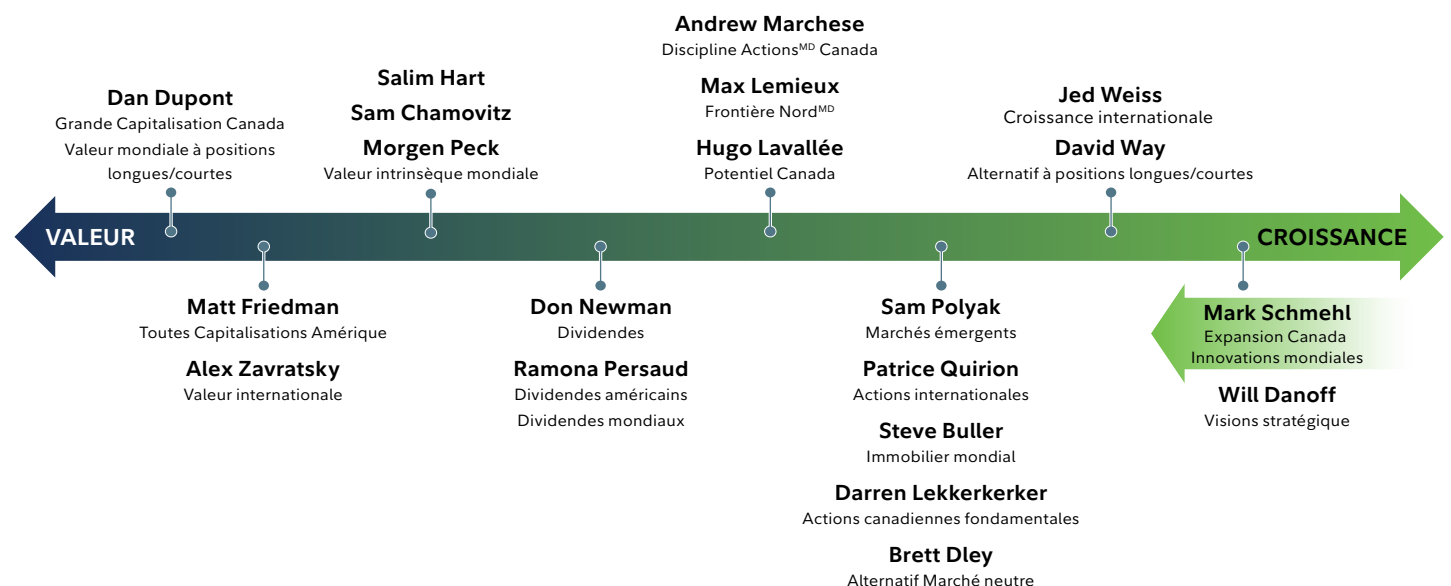 Andrew Marchese
Discipline Actionsᴹᴰ Canada
Max Lemieux
Frontière Nordᴹᴰ
Hugo Lavallée
Potentiel Canada
Salim Hart
Sam Chamovitz
Morgen Peck
Valeur intrinsèque mondiale
Dan Dupont
Grande Capitalisation Canada
Valeur mondiale à positions
longues/courtes
Jed Weiss
Croissance internationale
David Way
Alternatif à positions longues/courtes
VALEUR
CROISSANCE
Matt Friedman
Toutes Capitalisations Amérique
Alex Zavratsky
Valeur internationale
Don Newman
Dividendes
Ramona Persaud
Dividendes américains
Dividendes mondiaux
Sam Polyak
Marchés émergents
Patrice Quirion
Actions internationales
Steve Buller
Immobilier mondial
Darren Lekkerkerker
Actions canadiennes fondamentales
Brett Dley
Alternatif Marché neutre
Mark Schmehl
Expansion Canada
Innovations mondiales
Will Danoff
Visions stratégique